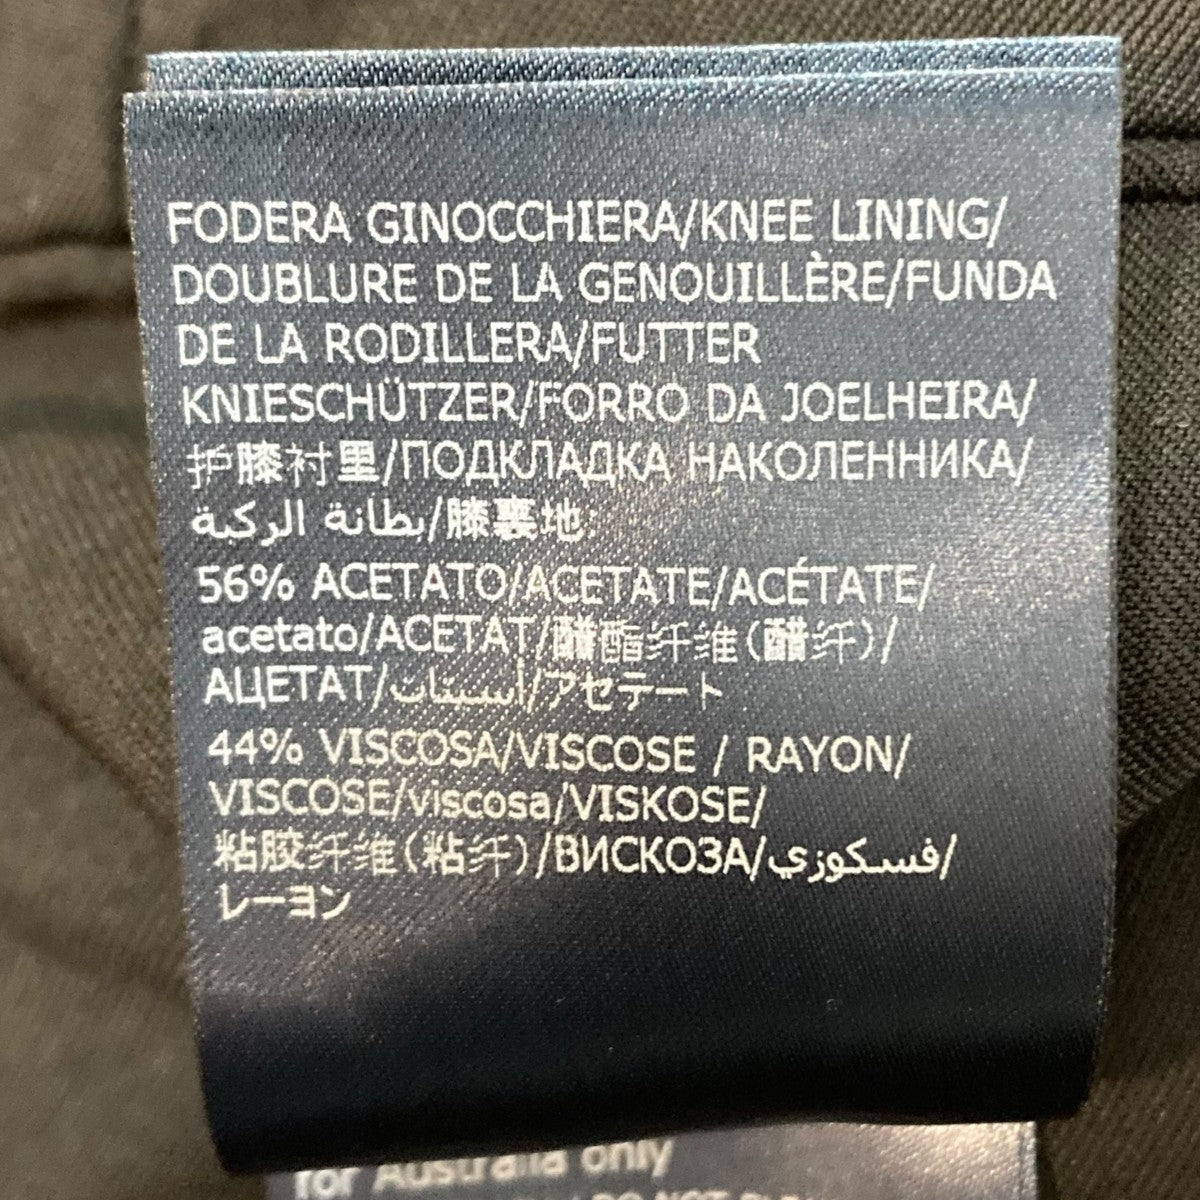 FODERA GINOCCHIERA/KNEE LINING/
DOUBLURE DE LA GENOUILLÈRE/FUNDA
DE LA RODILLERA/FUTTER
KNIESCHÜTZER/FORRO DA JOELHEIRA/
护膝衬里/ПОДКЛАДКА НАКОЛЕННИКА/
بطانة الركبة/膝裏地
56% ACETATO/ACETATE/ACÉTATE/
acetato/ACETAT/醋酯纤维(醋纤)/
АЦЕТАТ/أسيتات/アセテート
44% VISCOSA/VISCOSE / RAYON/
VISCOSE/viscosa/VISKOSE/
粘胶纤维(粘纤)/ВИСКОЗА/فسكوزي/
レーヨン
for Australia only
DO NOT